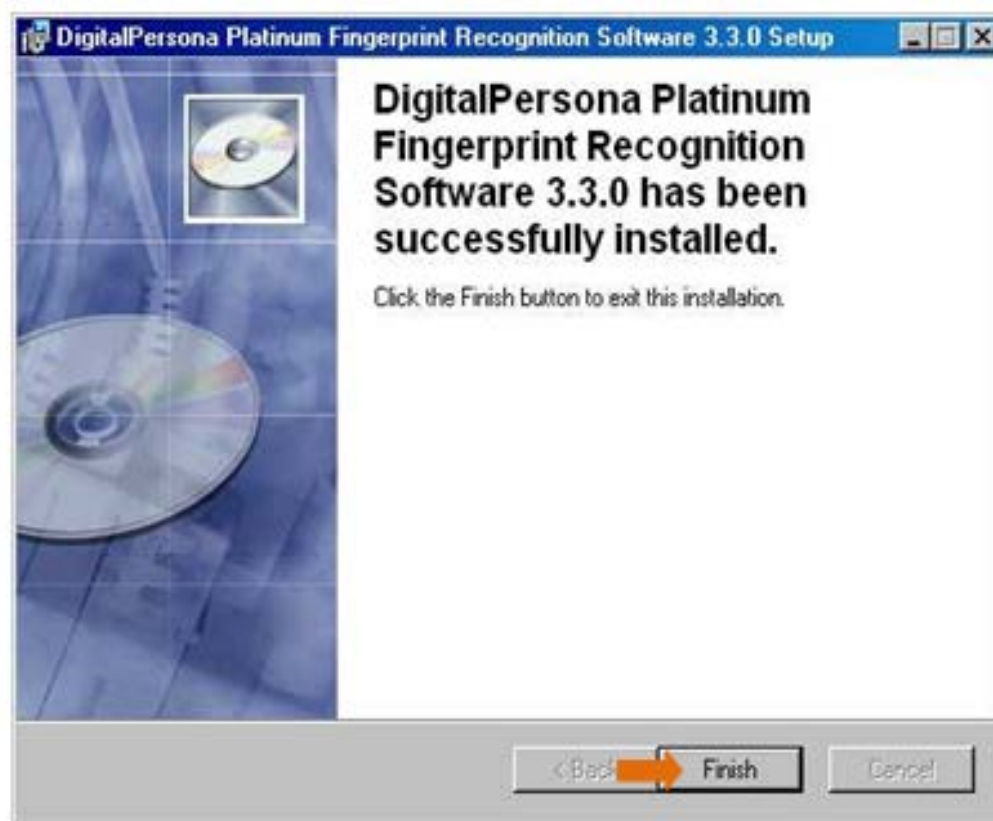 DigitalPersona Platinum Fingerprint Recognition Software 3.3.0 Setup
DigitalPersona Platinum
Fingerprint Recognition
Software 3.3.0 has been
successfully installed.
Click the Finish button to exit this installation.
< Back
Finish
Cancel